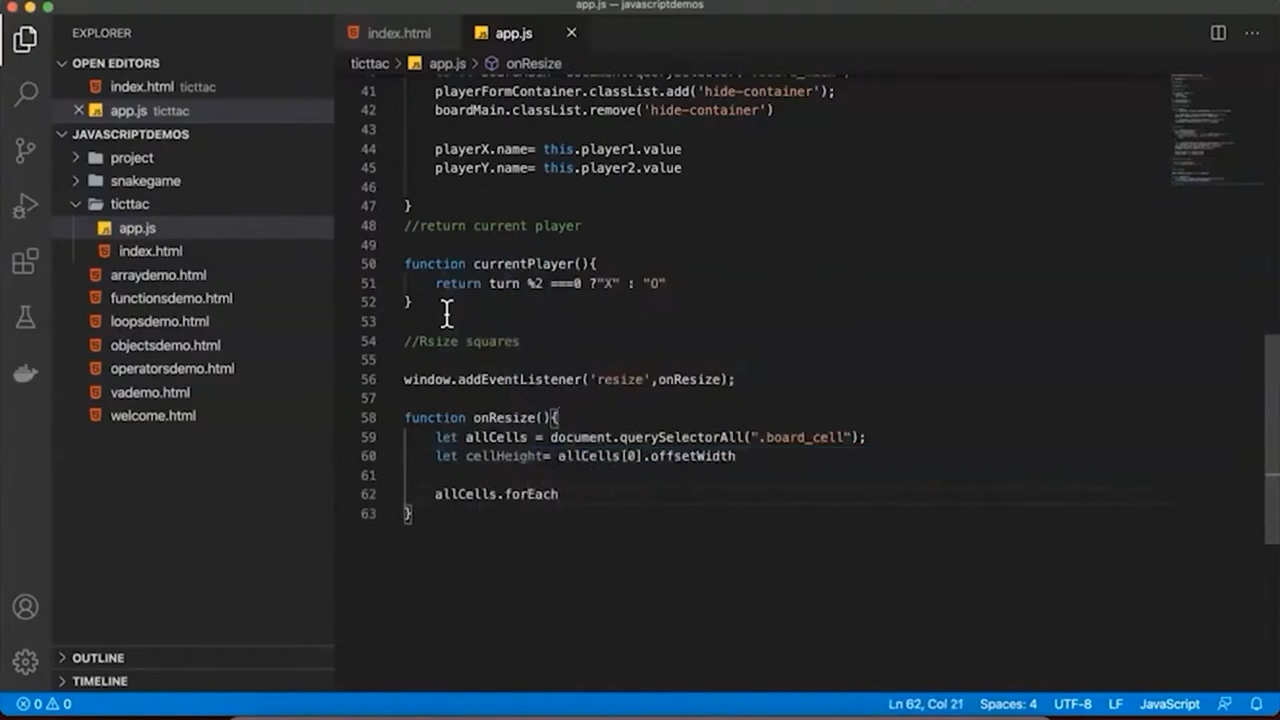 app.js — javascriptdemos
EXPLORER
OPEN EDITORS
index.html tictac
app.js tictac
JAVASCRIPTDEMOS
project
snakegame
ticttac
app.js
index.html
arraydemo.html
functionsdemo.html
loopsdemo.html
objectsdemo.html
operatorsdemo.html
vademo.html
welcome.html
OUTLINE
TIMELINE
index.html
app.js
ticttac > app.js > onResize
41 playerFormContainer.classList.add('hide-container');
42 boardMain.classList.remove('hide-container')
43
44 playerX.name= this.player1.value
45 playerY.name= this.player2.value
46
47 }
48 //return current player
49
50 function currentPlayer(){
51 return turn %2 ===0 ?"X" : "O"
52 }
53
54 //Rsize squares
55
56 window.addEventListener('resize',onResize);
57
58 function onResize(){
59 let allCells = document.querySelectorAll(".board_cell");
60 let cellHeight= allCells[0].offsetWidth
61
62 allCells.forEach
63 }
0 0
Ln 62, Col 21 Spaces: 4 UTF-8 LF JavaScript